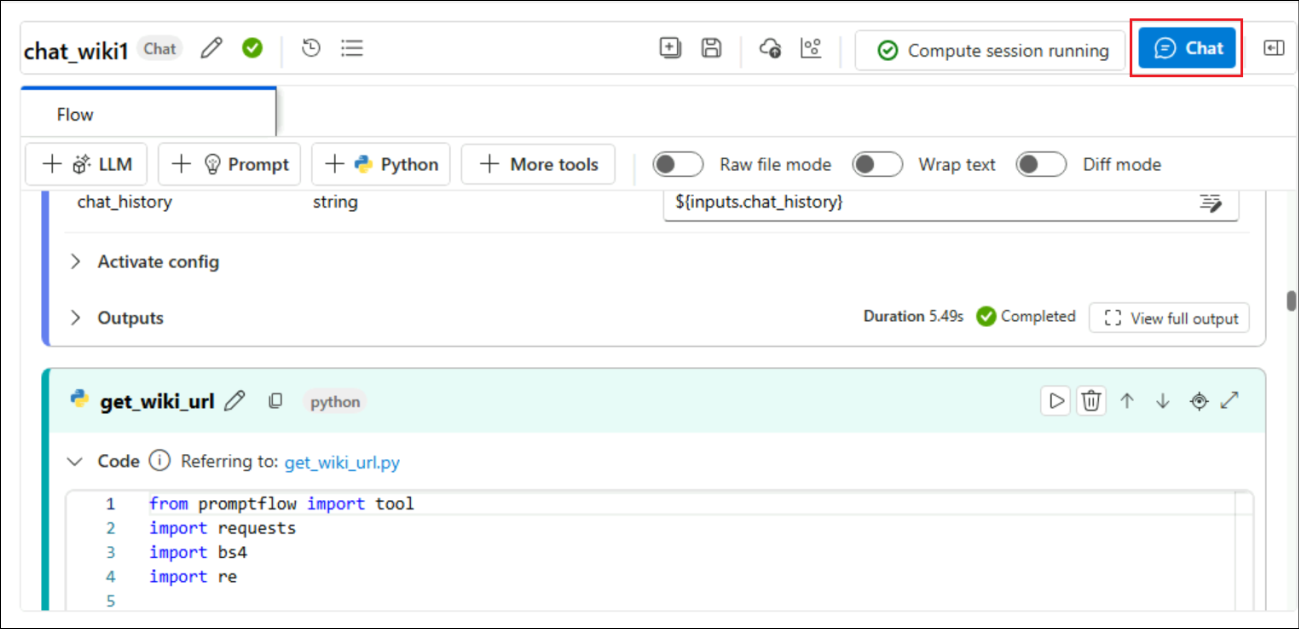 chat_wiki1 Chat Compute session running Chat
Flow
LLM Prompt Python More tools Raw file mode Wrap text Diff mode
chat_history string ${inputs.chat_history}
Activate config
Outputs Duration 5.49s Completed View full output
get_wiki_url python
Code Referring to: get_wiki_url.py
1 from promptflow import tool
2 import requests
3 import bs4
4 import re
5